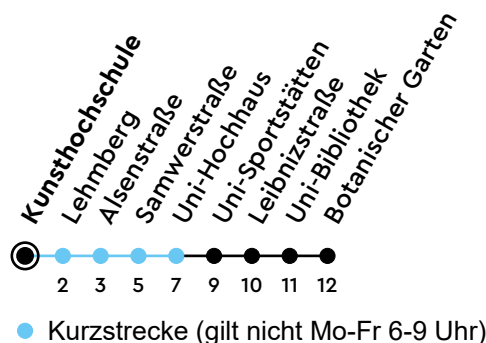 Kunsthochschule
Lehmberg
Alsenstraße
Samwerstraße
Uni-Hochhaus
Uni-Sportstätten
Leibnizstraße
Uni-Bibliothek
Botanischer Garten
2 3 5 7 9 10 11 12
Kurzstrecke (gilt nicht Mo-Fr 6-9 Uhr)